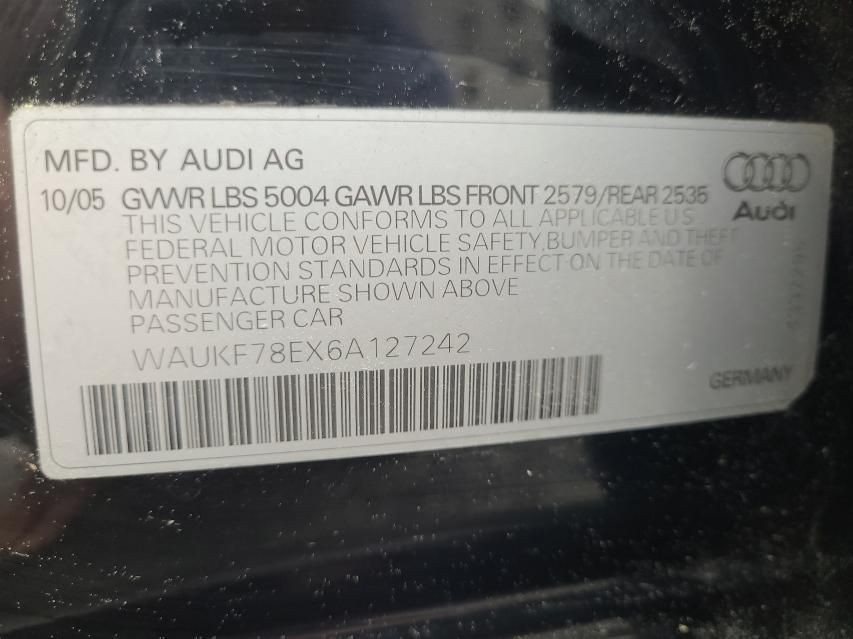 MFD. BY AUDI AG
10/05 GVWR LBS 5004 GAWR LBS FRONT 2579/REAR 2535
Audi
THIS VEHICLE CONFORMS TO ALL APPLICABLE U S
FEDERAL MOTOR VEHICLE SAFETY, BUMPER AND THEFT
PREVENTION STANDARDS IN EFFECT ON THE DATE OF
MANUFACTURE SHOWN ABOVE
PASSENGER CAR
WAUKF78EX6A127242
GERMANY